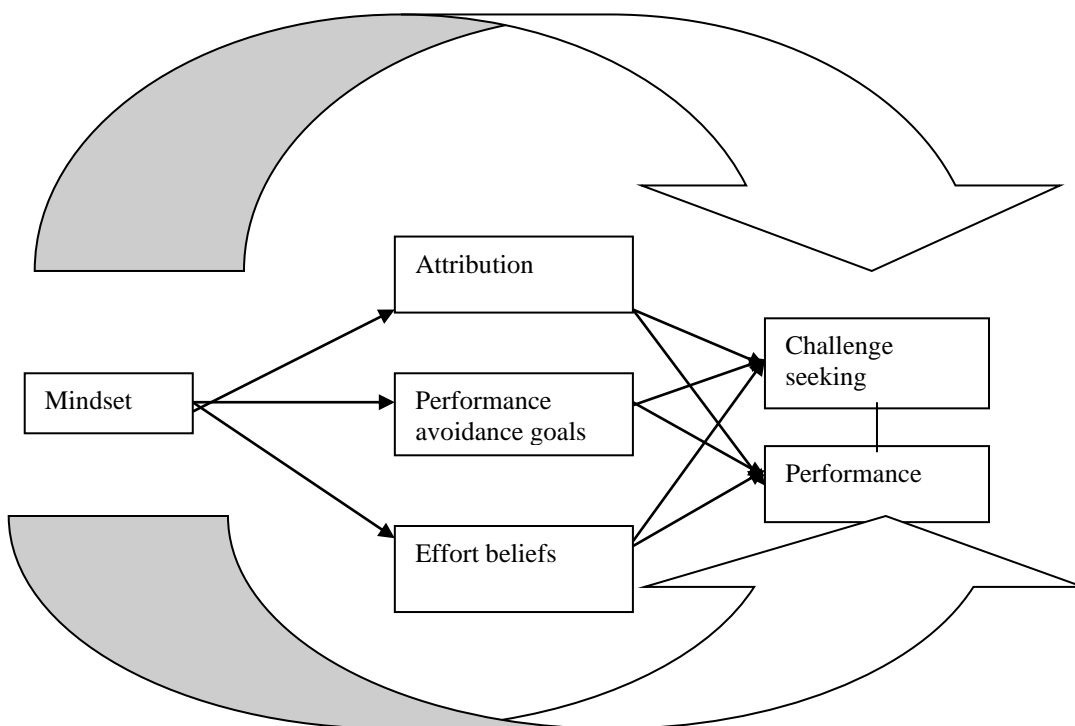 Attribution
Mindset
Performance
avoidance goals
Effort beliefs
Challenge
seeking
Performance